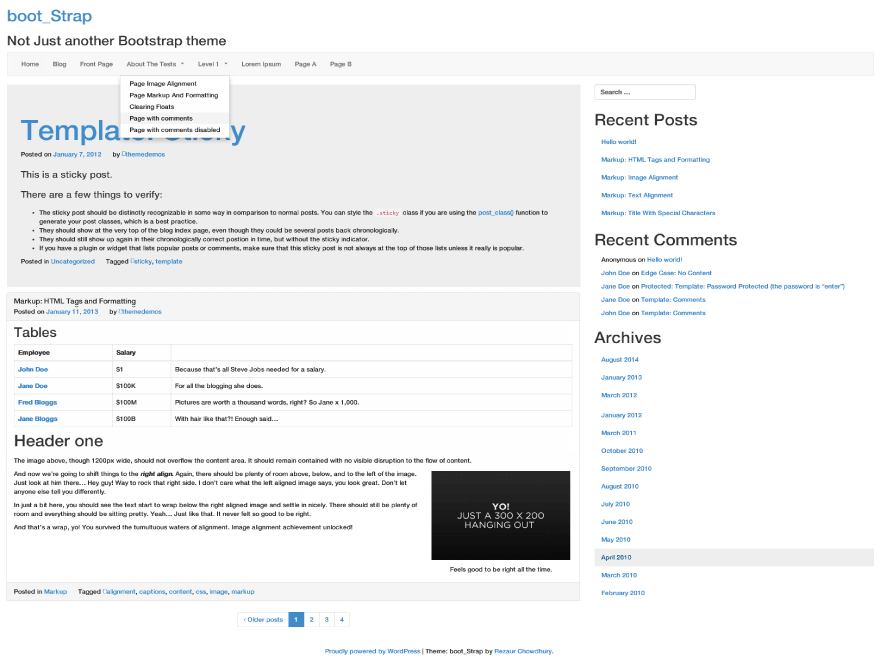 boot_Strap
Not Just another Bootstrap theme
Home Blog Front Page About The Tests Level 1 Lorem Ipsum Page A Page B
Page Image Alignment
Page Markup And Formatting
Clearing Floats
Page with comments
Page with comments disabled
Template: Sticky
Posted on January 7, 2012 by themedemos
This is a sticky post.
There are a few things to verify:
The sticky post should be distinctly recognizable in some way in comparison to normal posts. You can style the .sticky class if you are using the post_class() function to
generate your post classes, which is a best practice.
They should show at the very top of the blog index page, even though they could be several posts back chronologically.
They should still show up again in their chronologically correct postion in time, but without the sticky indicator.
If you have a plugin or widget that lists popular posts or comments, make sure that this sticky post is not always at the top of those lists unless it really is popular.
Posted in Uncategorized Tagged sticky, template
Markup: HTML Tags and Formatting
Posted on January 11, 2013 by themedemos
Tables
Employee Salary
John Doe $1 Because that's all Steve Jobs needed for a salary.
Jane Doe $100K For all the blogging she does.
Fred Bloggs $100M Pictures are worth a thousand words, right? So Jane x 1,000.
Jane Bloggs $100B With hair like that?! Enough said...
Header one
The image above, though 1200px wide, should not overflow the content area. It should remain contained with no visible disruption to the flow of content.
And now we're going to shift things to the right align. Again, there should be plenty of room above, below, and to the left of the image.
Just look at him there... Hey guy! Way to rock that right side. I don't care what the left aligned image says, you look great. Don't let
anyone else tell you differently.
In just a bit here, you should see the text start to wrap below the right aligned image and settle in nicely. There should still be plenty of
room and everything should be sitting pretty. Yeah... Just like that. It never felt so good to be right.
And that's a wrap, yo! You survived the tumultuous waters of alignment. Image alignment achievement unlocked!
YO!
JUST A 300 X 200
HANGING OUT
Feels good to be right all the time.
Posted in Markup Tagged alignment, captions, content, css, image, markup
‹ Older posts 1 2 3 4
Search ...
Recent Posts
Hello world!
Markup: HTML Tags and Formatting
Markup: Image Alignment
Markup: Text Alignment
Markup: Title With Special Characters
Recent Comments
Anonymous on Hello world!
John Doe on Edge Case: No Content
Jane Doe on Protected: Template: Password Protected (the password is "enter")
Jane Doe on Template: Comments
John Doe on Template: Comments
Archives
August 2014
January 2013
March 2012
January 2012
March 2011
October 2010
September 2010
August 2010
July 2010
June 2010
May 2010
April 2010
March 2010
February 2010
Proudly powered by WordPress | Theme: boot_Strap by Rezaur Chowdhury.